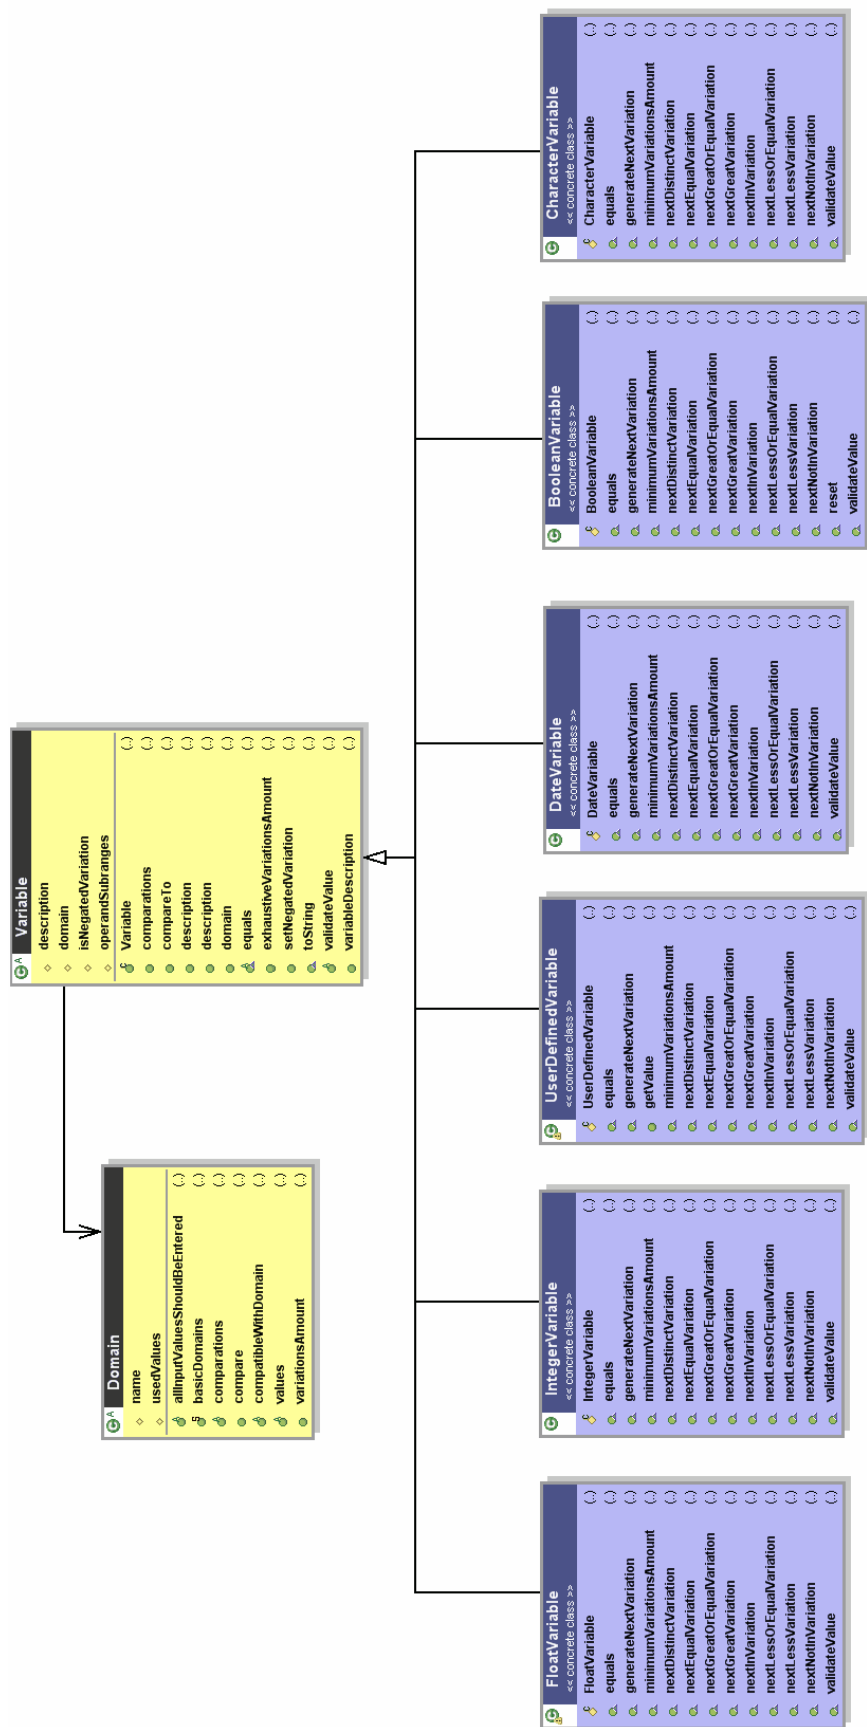 Domain
name
usedValues
allInputValuesShouldBeEntered (..)
basicDomains (..)
comparations (..)
compare (..)
compatibleWithDomain (..)
values (..)
variationsAmount (..)
Variable
description
domain
isNegatedVariation
operandSubranges
Variable (..)
comparations (..)
compareTo (..)
description (..)
description (..)
domain (..)
equals (..)
exhaustiveVariationsAmount (..)
setNegatedVariation (..)
toString (..)
validateValue (..)
variableDescription (..)
FloatVariable
<< concrete class >>
FloatVariable (..)
equals (..)
generateNextVariation (..)
minimumVariationsAmount (..)
nextDistinctVariation (..)
nextEqualVariation (..)
nextGreatOrEqualVariation (..)
nextGreatVariation (..)
nextInVariation (..)
nextLessOrEqualVariation (..)
nextLessVariation (..)
nextNotInVariation (..)
validateValue (..)
IntegerVariable
<< concrete class >>
IntegerVariable (..)
equals (..)
generateNextVariation (..)
minimumVariationsAmount (..)
nextDistinctVariation (..)
nextEqualVariation (..)
nextGreatOrEqualVariation (..)
nextGreatVariation (..)
nextInVariation (..)
nextLessOrEqualVariation (..)
nextLessVariation (..)
nextNotInVariation (..)
validateValue (..)
UserDefinedVariable
<< concrete class >>
UserDefinedVariable (..)
equals (..)
generateNextVariation (..)
getValue (..)
minimumVariationsAmount (..)
nextDistinctVariation (..)
nextEqualVariation (..)
nextGreatOrEqualVariation (..)
nextGreatVariation (..)
nextInVariation (..)
nextLessOrEqualVariation (..)
nextLessVariation (..)
nextNotInVariation (..)
validateValue (..)
DateVariable
<< concrete class >>
DateVariable (..)
equals (..)
generateNextVariation (..)
minimumVariationsAmount (..)
nextDistinctVariation (..)
nextEqualVariation (..)
nextGreatOrEqualVariation (..)
nextGreatVariation (..)
nextInVariation (..)
nextLessOrEqualVariation (..)
nextLessVariation (..)
nextNotInVariation (..)
validateValue (..)
BooleanVariable
<< concrete class >>
BooleanVariable (..)
equals (..)
generateNextVariation (..)
minimumVariationsAmount (..)
nextDistinctVariation (..)
nextEqualVariation (..)
nextGreatOrEqualVariation (..)
nextGreatVariation (..)
nextInVariation (..)
nextLessOrEqualVariation (..)
nextLessVariation (..)
nextNotInVariation (..)
reset (..)
validateValue (..)
CharacterVariable
<< concrete class >>
CharacterVariable (..)
equals (..)
generateNextVariation (..)
minimumVariationsAmount (..)
nextDistinctVariation (..)
nextEqualVariation (..)
nextGreatOrEqualVariation (..)
nextGreatVariation (..)
nextInVariation (..)
nextLessOrEqualVariation (..)
nextLessVariation (..)
nextNotInVariation (..)
validateValue (..)